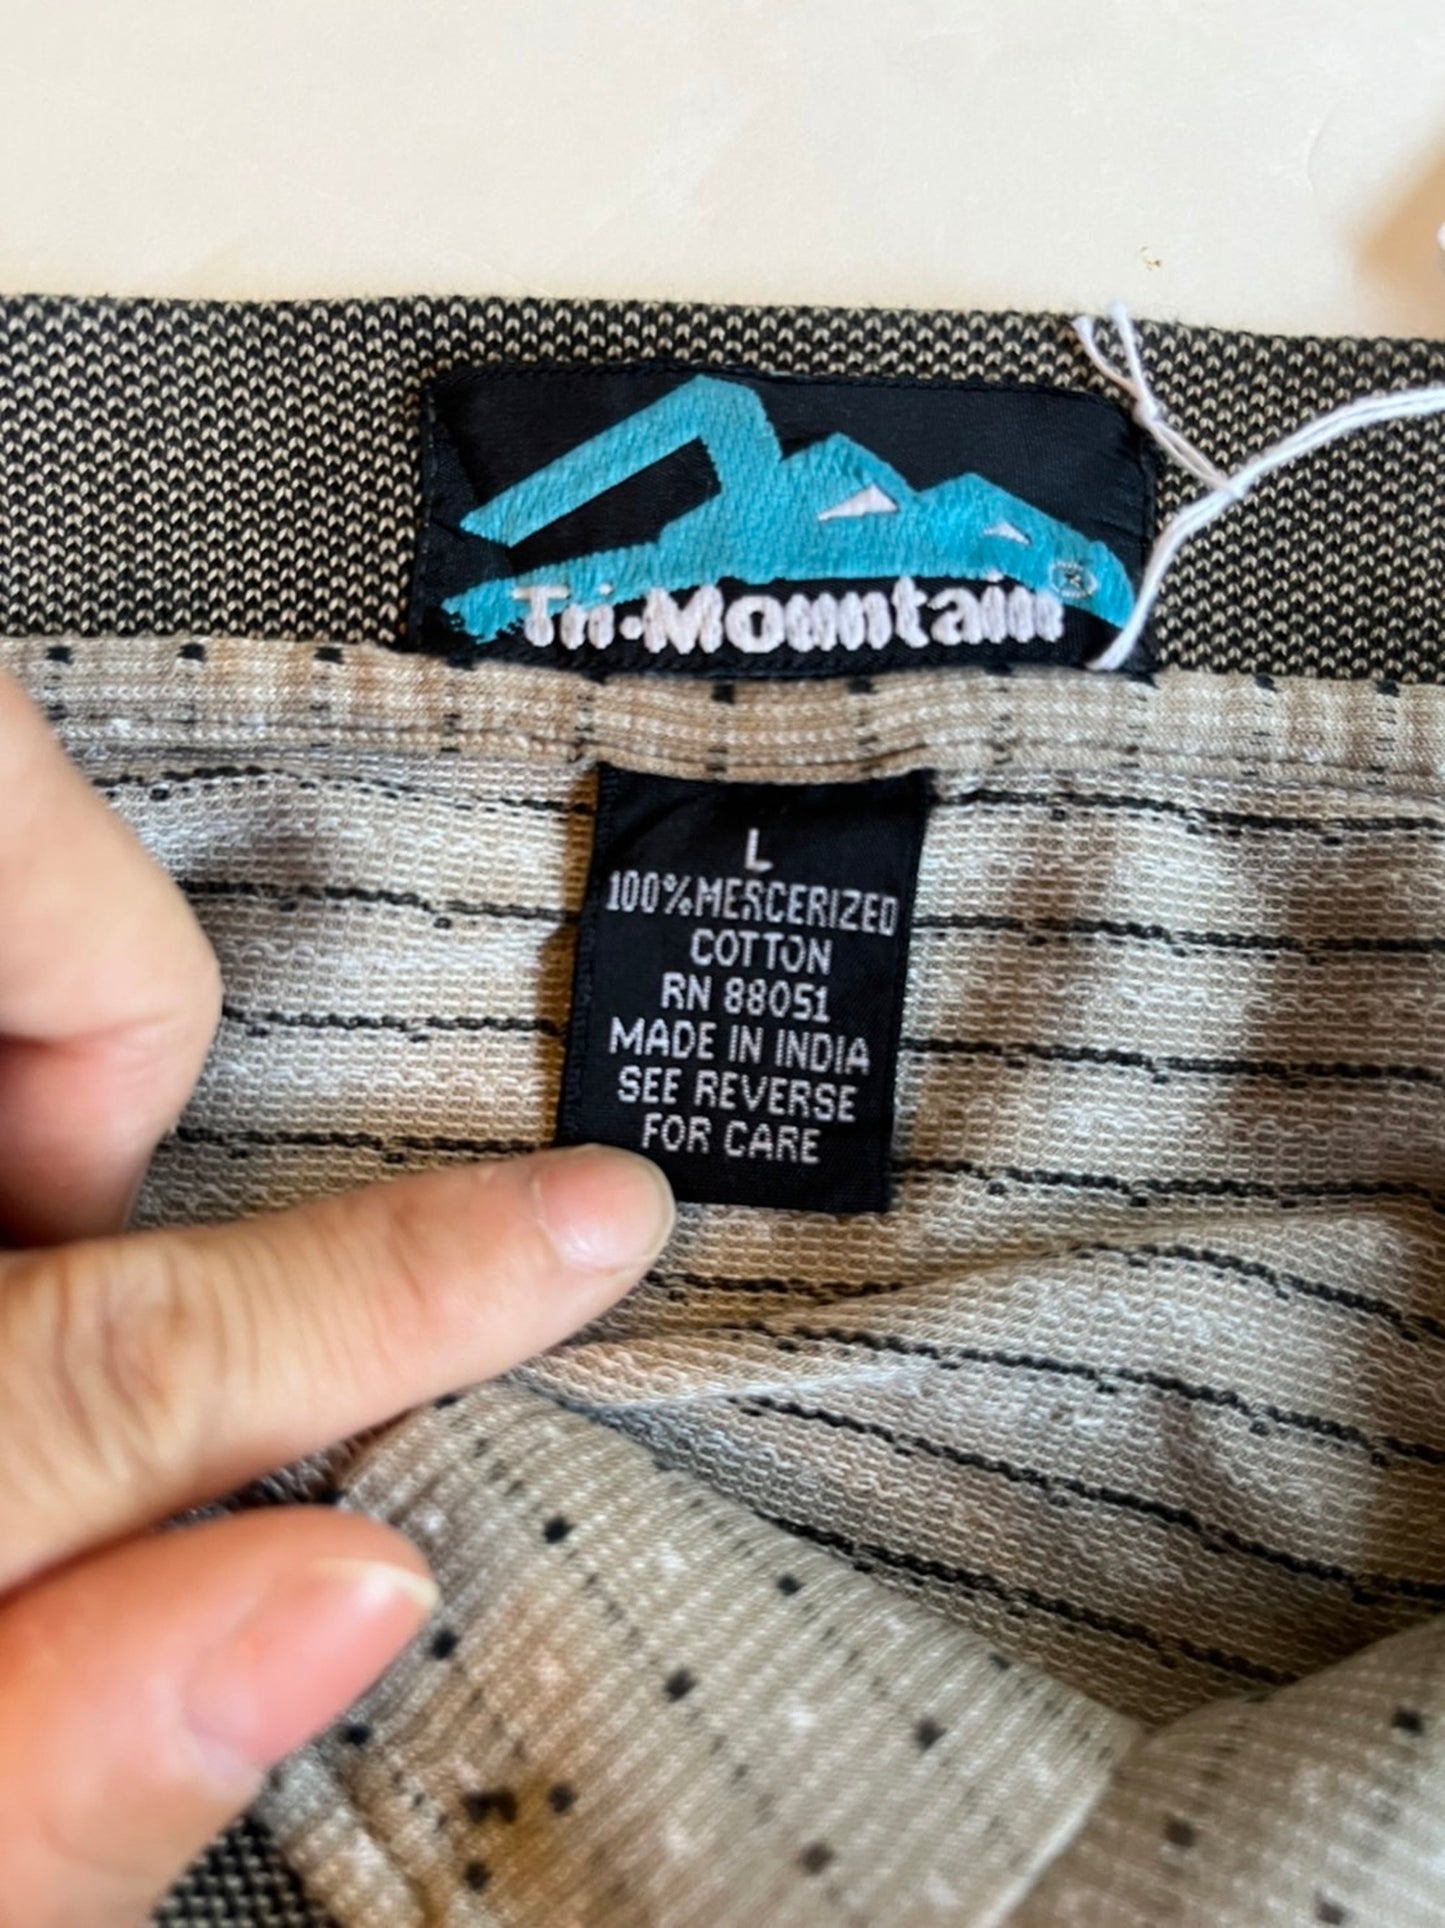 Tri-Mountain ®
L
100% MERCERIZED
COTTON
RN 88051
MADE IN INDIA
SEE REVERSE
FOR CARE